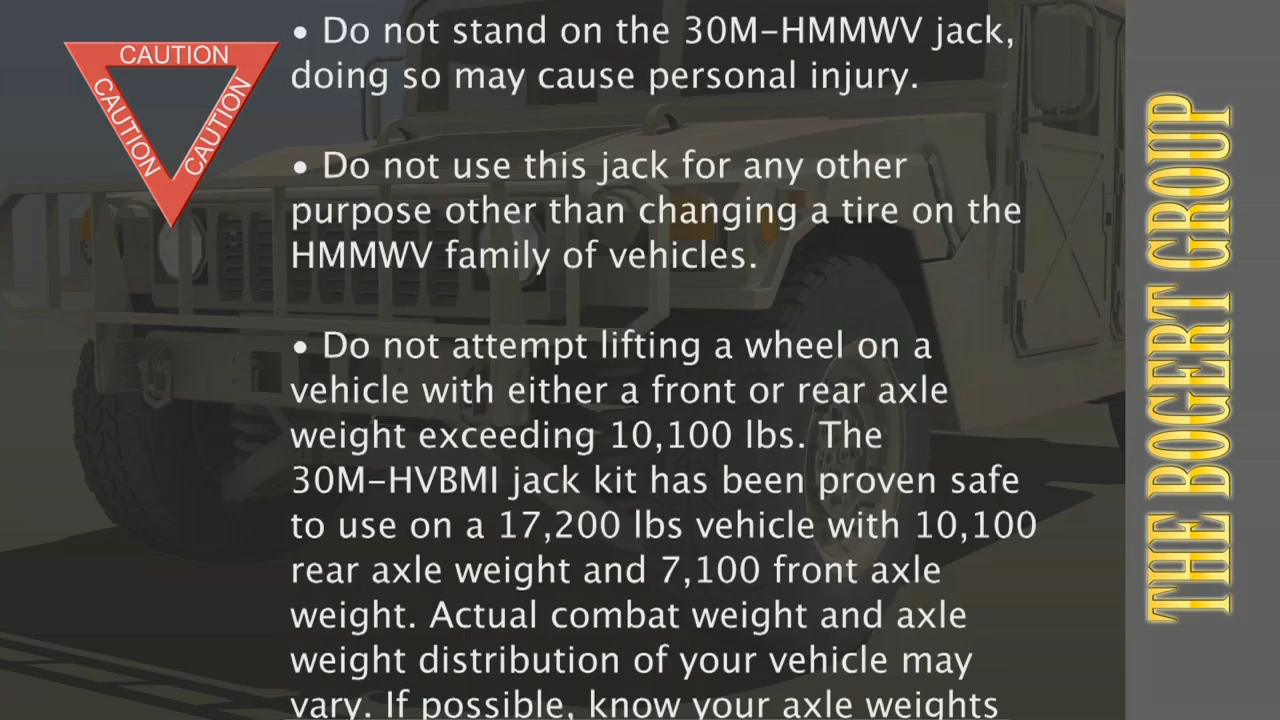 CAUTION
CAUTION
CAUTION
• Do not stand on the 30M-HMMWV jack,
doing so may cause personal injury.
• Do not use this jack for any other
purpose other than changing a tire on the
HMMWV family of vehicles.
• Do not attempt lifting a wheel on a
vehicle with either a front or rear axle
weight exceeding 10,100 lbs. The
30M-HVBMI jack kit has been proven safe
to use on a 17,200 lbs vehicle with 10,100
rear axle weight and 7,100 front axle
weight. Actual combat weight and axle
weight distribution of your vehicle may
vary. If possible, know your axle weights
THE BOGERT GROUP